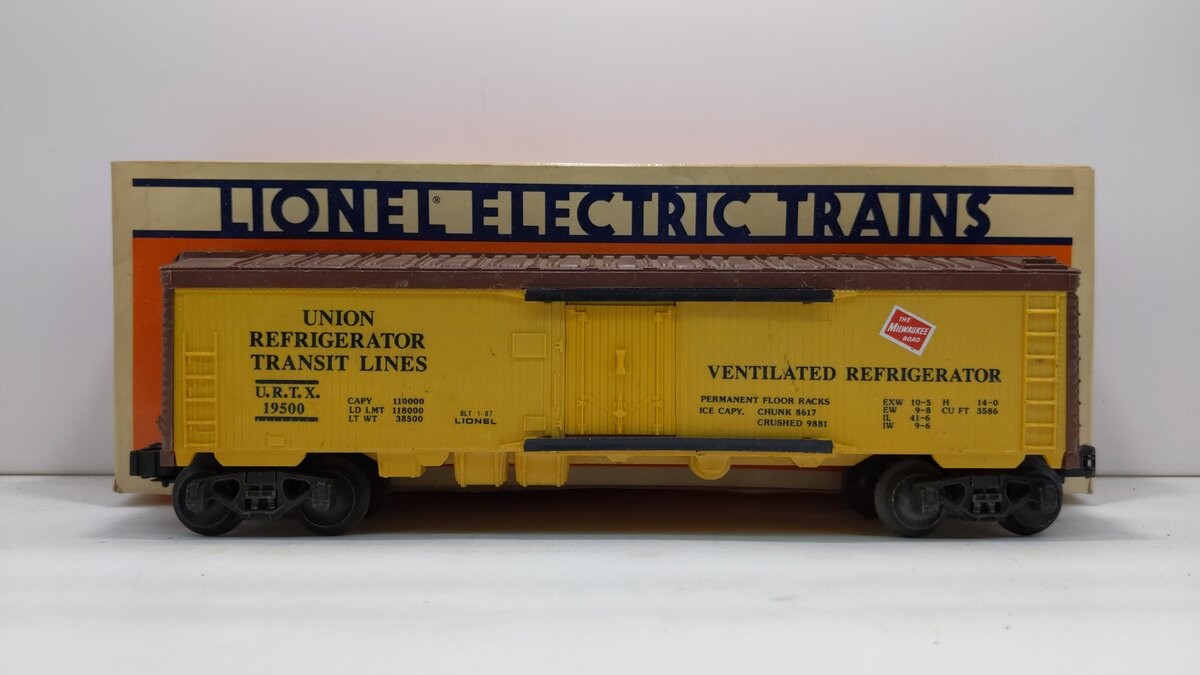 LIONEL® ELECTRIC TRAINS
UNION
REFRIGERATOR
TRANSIT LINES
U.R.T.X.
19500
CAPY 110000
LD LMT 118000
LT WT 38500
BLT 1-87
LIONEL
THE
MILWAUKEE
ROAD
VENTILATED REFRIGERATOR
PERMANENT FLOOR RACKS
ICE CAPY. CHUNK 8617
CRUSHED 9881
EXW 10-5 H 14-0
EW 9-8 CU FT 3586
IL 41-6
IW 9-6